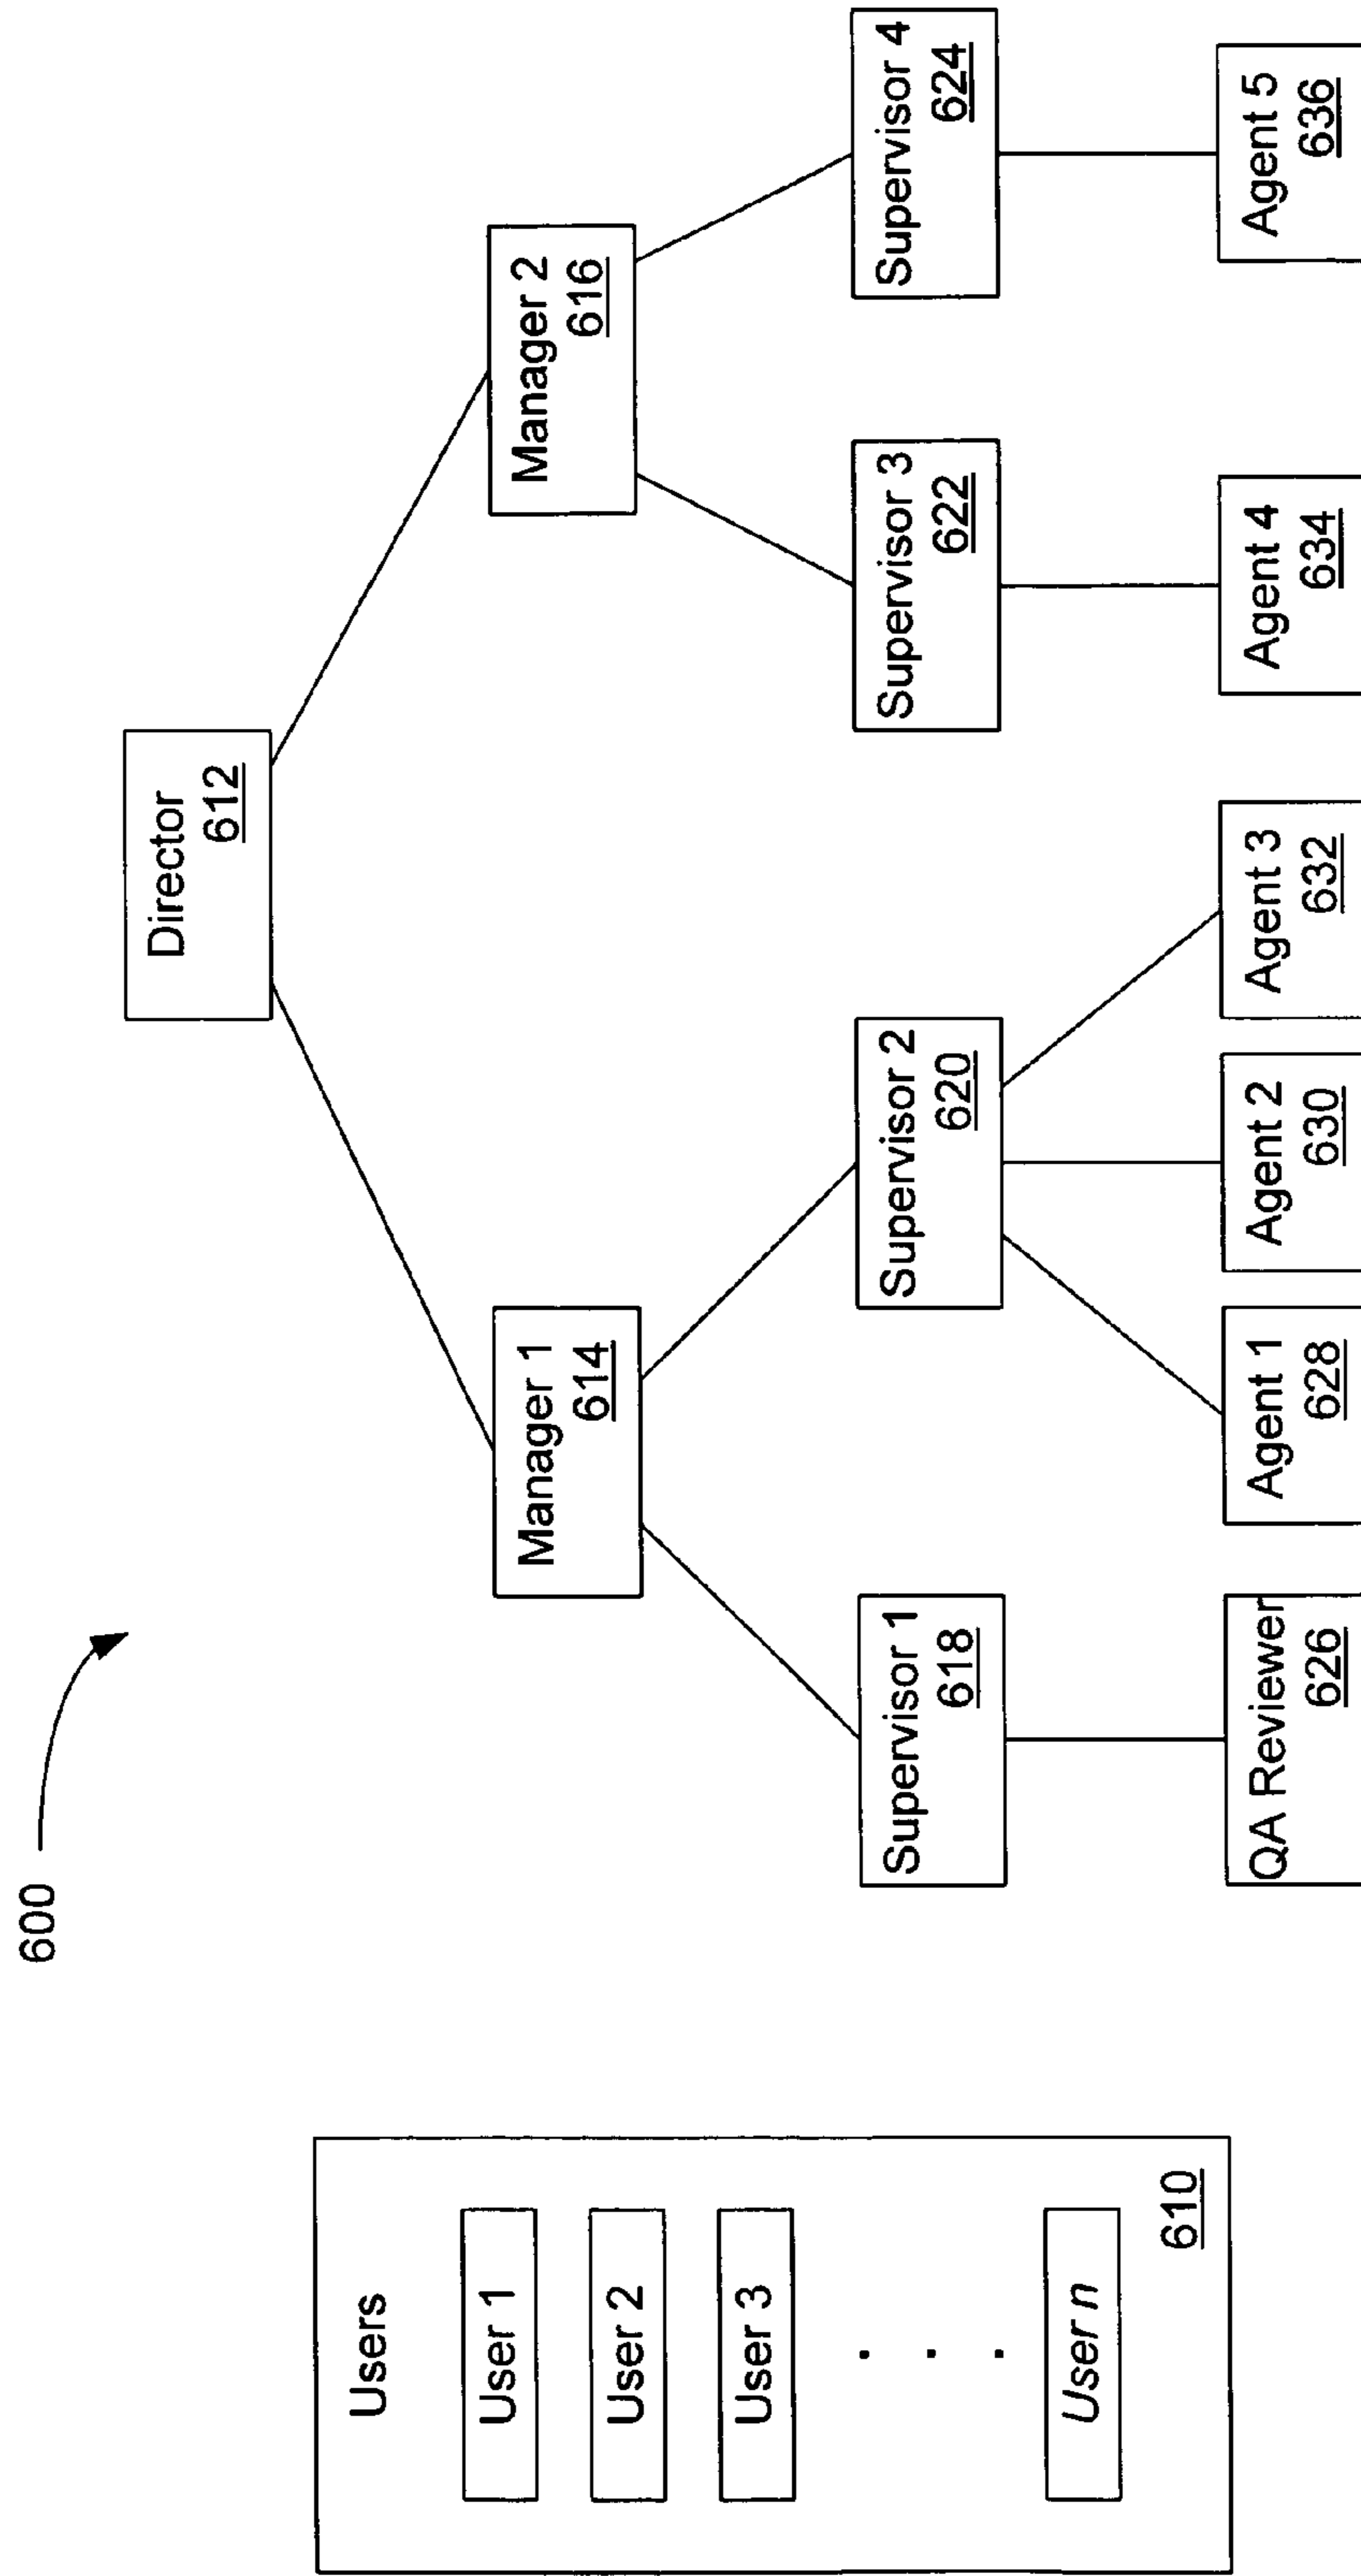 600
Users
User 1
User 2
User 3
. . .
User n
610
Director
612
Manager 1
614
Manager 2
616
Supervisor 1
618
Supervisor 2
620
Supervisor 3
622
Supervisor 4
624
QA Reviewer
626
Agent 1
628
Agent 2
630
Agent 3
632
Agent 4
634
Agent 5
636